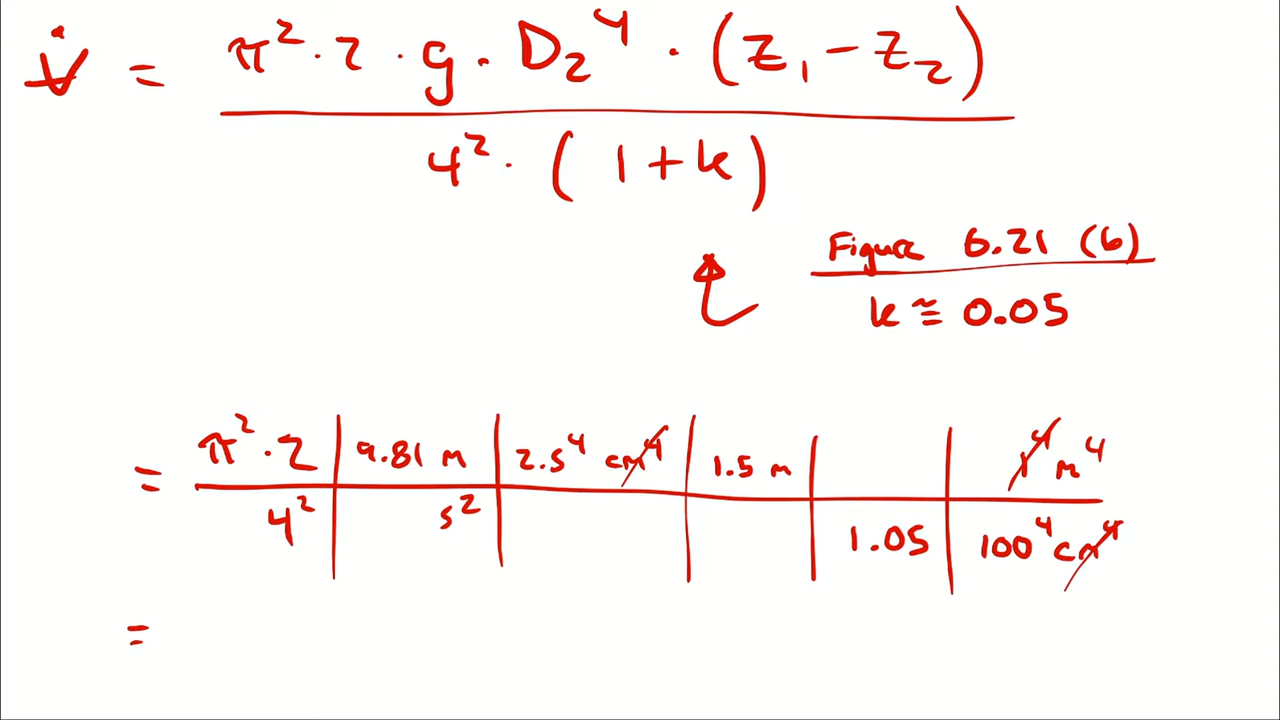 V̇ = π² · 2 · g · D₂⁴ · (Z₁ - Z₂)
4² · (1 + k)
Figure 6.21 (b)
k ≅ 0.05
= π² · 2 | 9.81 m | 2.5⁴ cm⁴ | 1.5 m | | 1⁴ m⁴
4² | s² | | | 1.05 | 100⁴ cm⁴
=